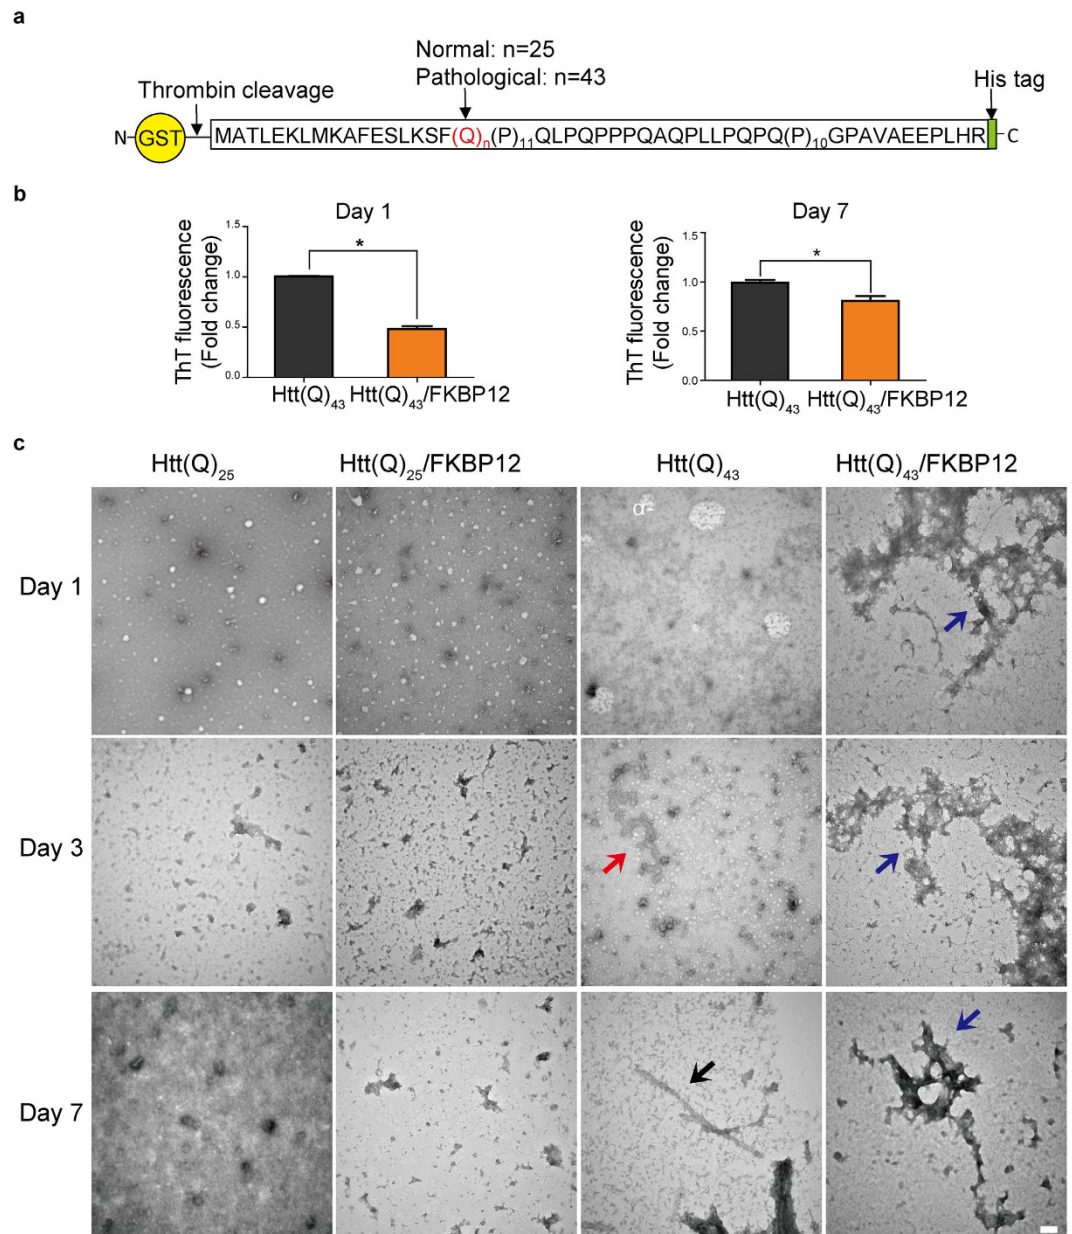 a
Normal: n=25
Pathological: n=43
Thrombin cleavage
His tag
N GST MATLEKLMKAFESLKSF(Q)n(P)11QLPQPPPQAQPLLPQPQ(P)10GPAVAEEPLHR C
b
Day 1
ThT fluorescence
(Fold change)
1.5
1.0
0.5
0.0
*
Htt(Q)43 Htt(Q)43/FKBP12
Day 7
ThT fluorescence
(Fold change)
1.5
1.0
0.5
0.0
*
Htt(Q)43 Htt(Q)43/FKBP12
c
Htt(Q)25 Htt(Q)25/FKBP12 Htt(Q)43 Htt(Q)43/FKBP12
Day 1
Day 3
Day 7